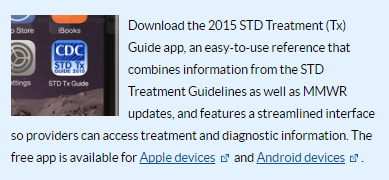 Store
iBooks
CDC
STD Tx
GUIDE 2015
ttings
STD Tx Guide
Download the 2015 STD Treatment (Tx)
Guide app, an easy-to-use reference that
combines information from the STD
Treatment Guidelines as well as MMWR
updates, and features a streamlined interface
so providers can access treatment and diagnostic information. The
free app is available for Apple devices and Android devices .